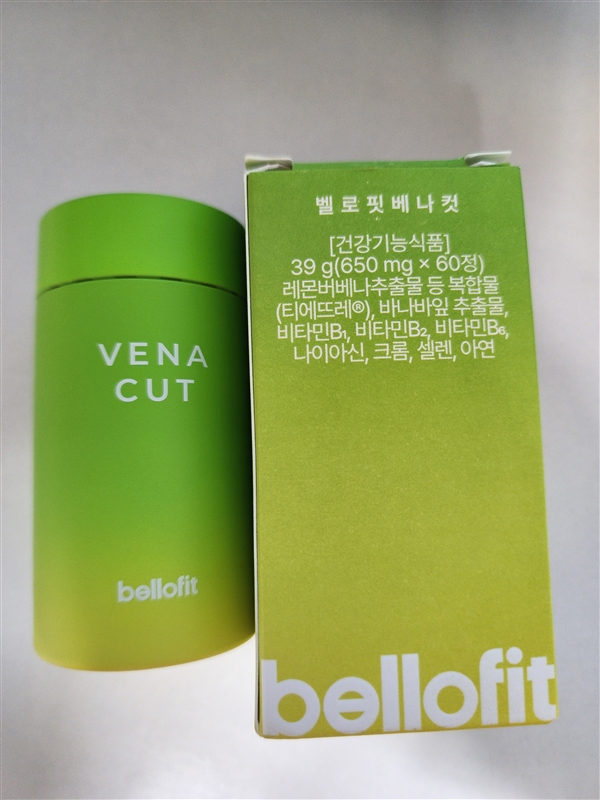 VENA
CUT
bellofit
벨로핏베나컷
[건강기능식품]
39 g(650 mg × 60정)
레몬버베나추출물 등 복합물
(티에뜨레®), 바나바잎 추출물,
비타민B₁, 비타민B₂, 비타민B₆,
나이아신, 크롬, 셀렌, 아연
bellofit